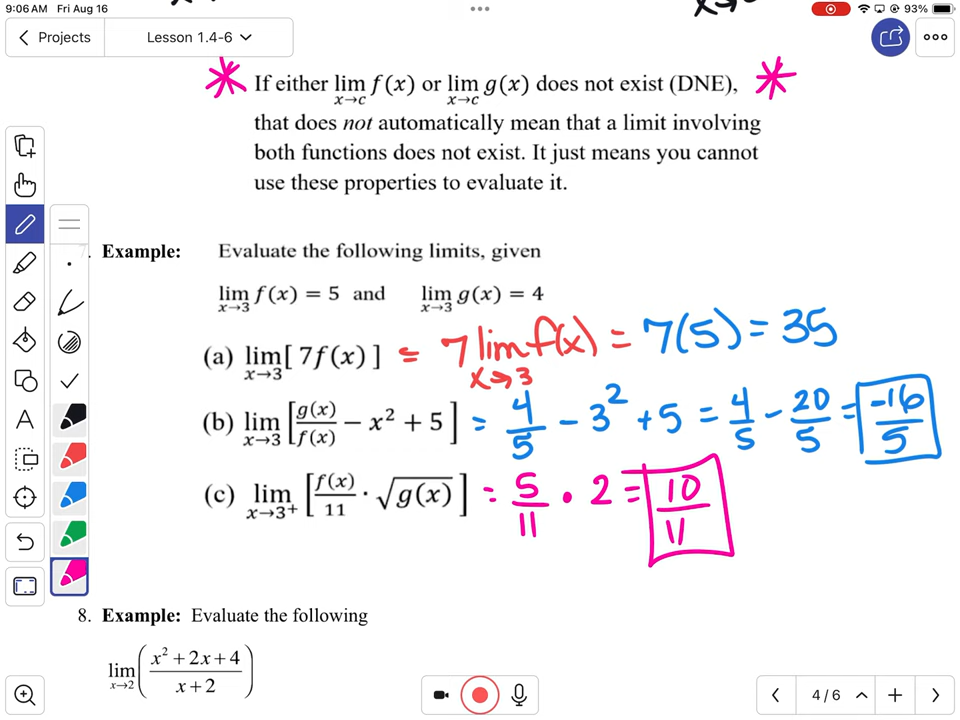 9:06 AM Fri Aug 16 93%
Projects Lesson 1.4-6
If either lim x→c f(x) or lim x→c g(x) does not exist (DNE),
that does not automatically mean that a limit involving
both functions does not exist. It just means you cannot
use these properties to evaluate it.
Example: Evaluate the following limits, given
lim x→3 f(x) = 5 and lim x→3 g(x) = 4
(a) lim x→3 [ 7f(x) ] = 7 lim x→3 f(x) = 7(5) = 35
(b) lim x→3 [ g(x)/f(x) − x² + 5 ] = 4/5 − 3² + 5 = 4/5 − 20/5 = -16/5
(c) lim x→3⁺ [ f(x)/11 · √g(x) ] = 5/11 • 2 = 10/11
8. Example: Evaluate the following
lim x→2 ( x² + 2x + 4 / x + 2 )
4 / 6